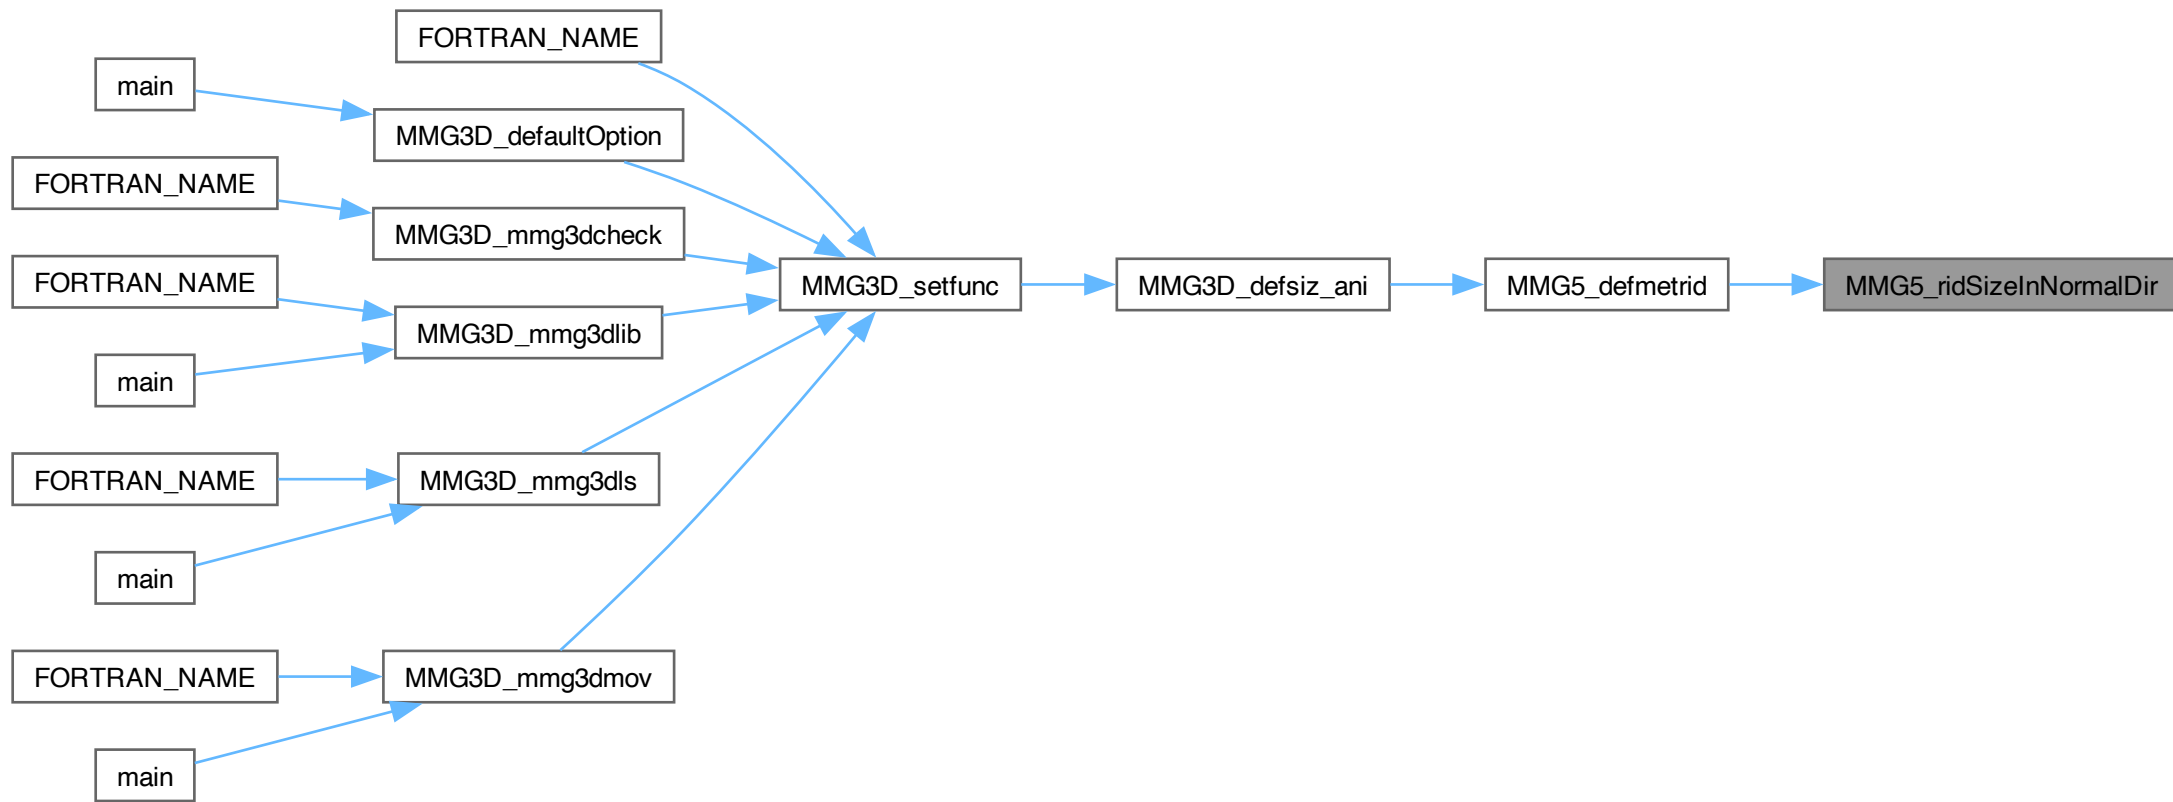 FORTRAN_NAME
main
MMG3D_defaultOption
FORTRAN_NAME
MMG3D_mmg3dcheck
FORTRAN_NAME
MMG3D_setfunc
MMG3D_defsiz_ani
MMG5_defmetrid
MMG5_ridSizeInNormalDir
MMG3D_mmg3dlib
main
FORTRAN_NAME
MMG3D_mmg3dls
main
FORTRAN_NAME
MMG3D_mmg3dmov
main